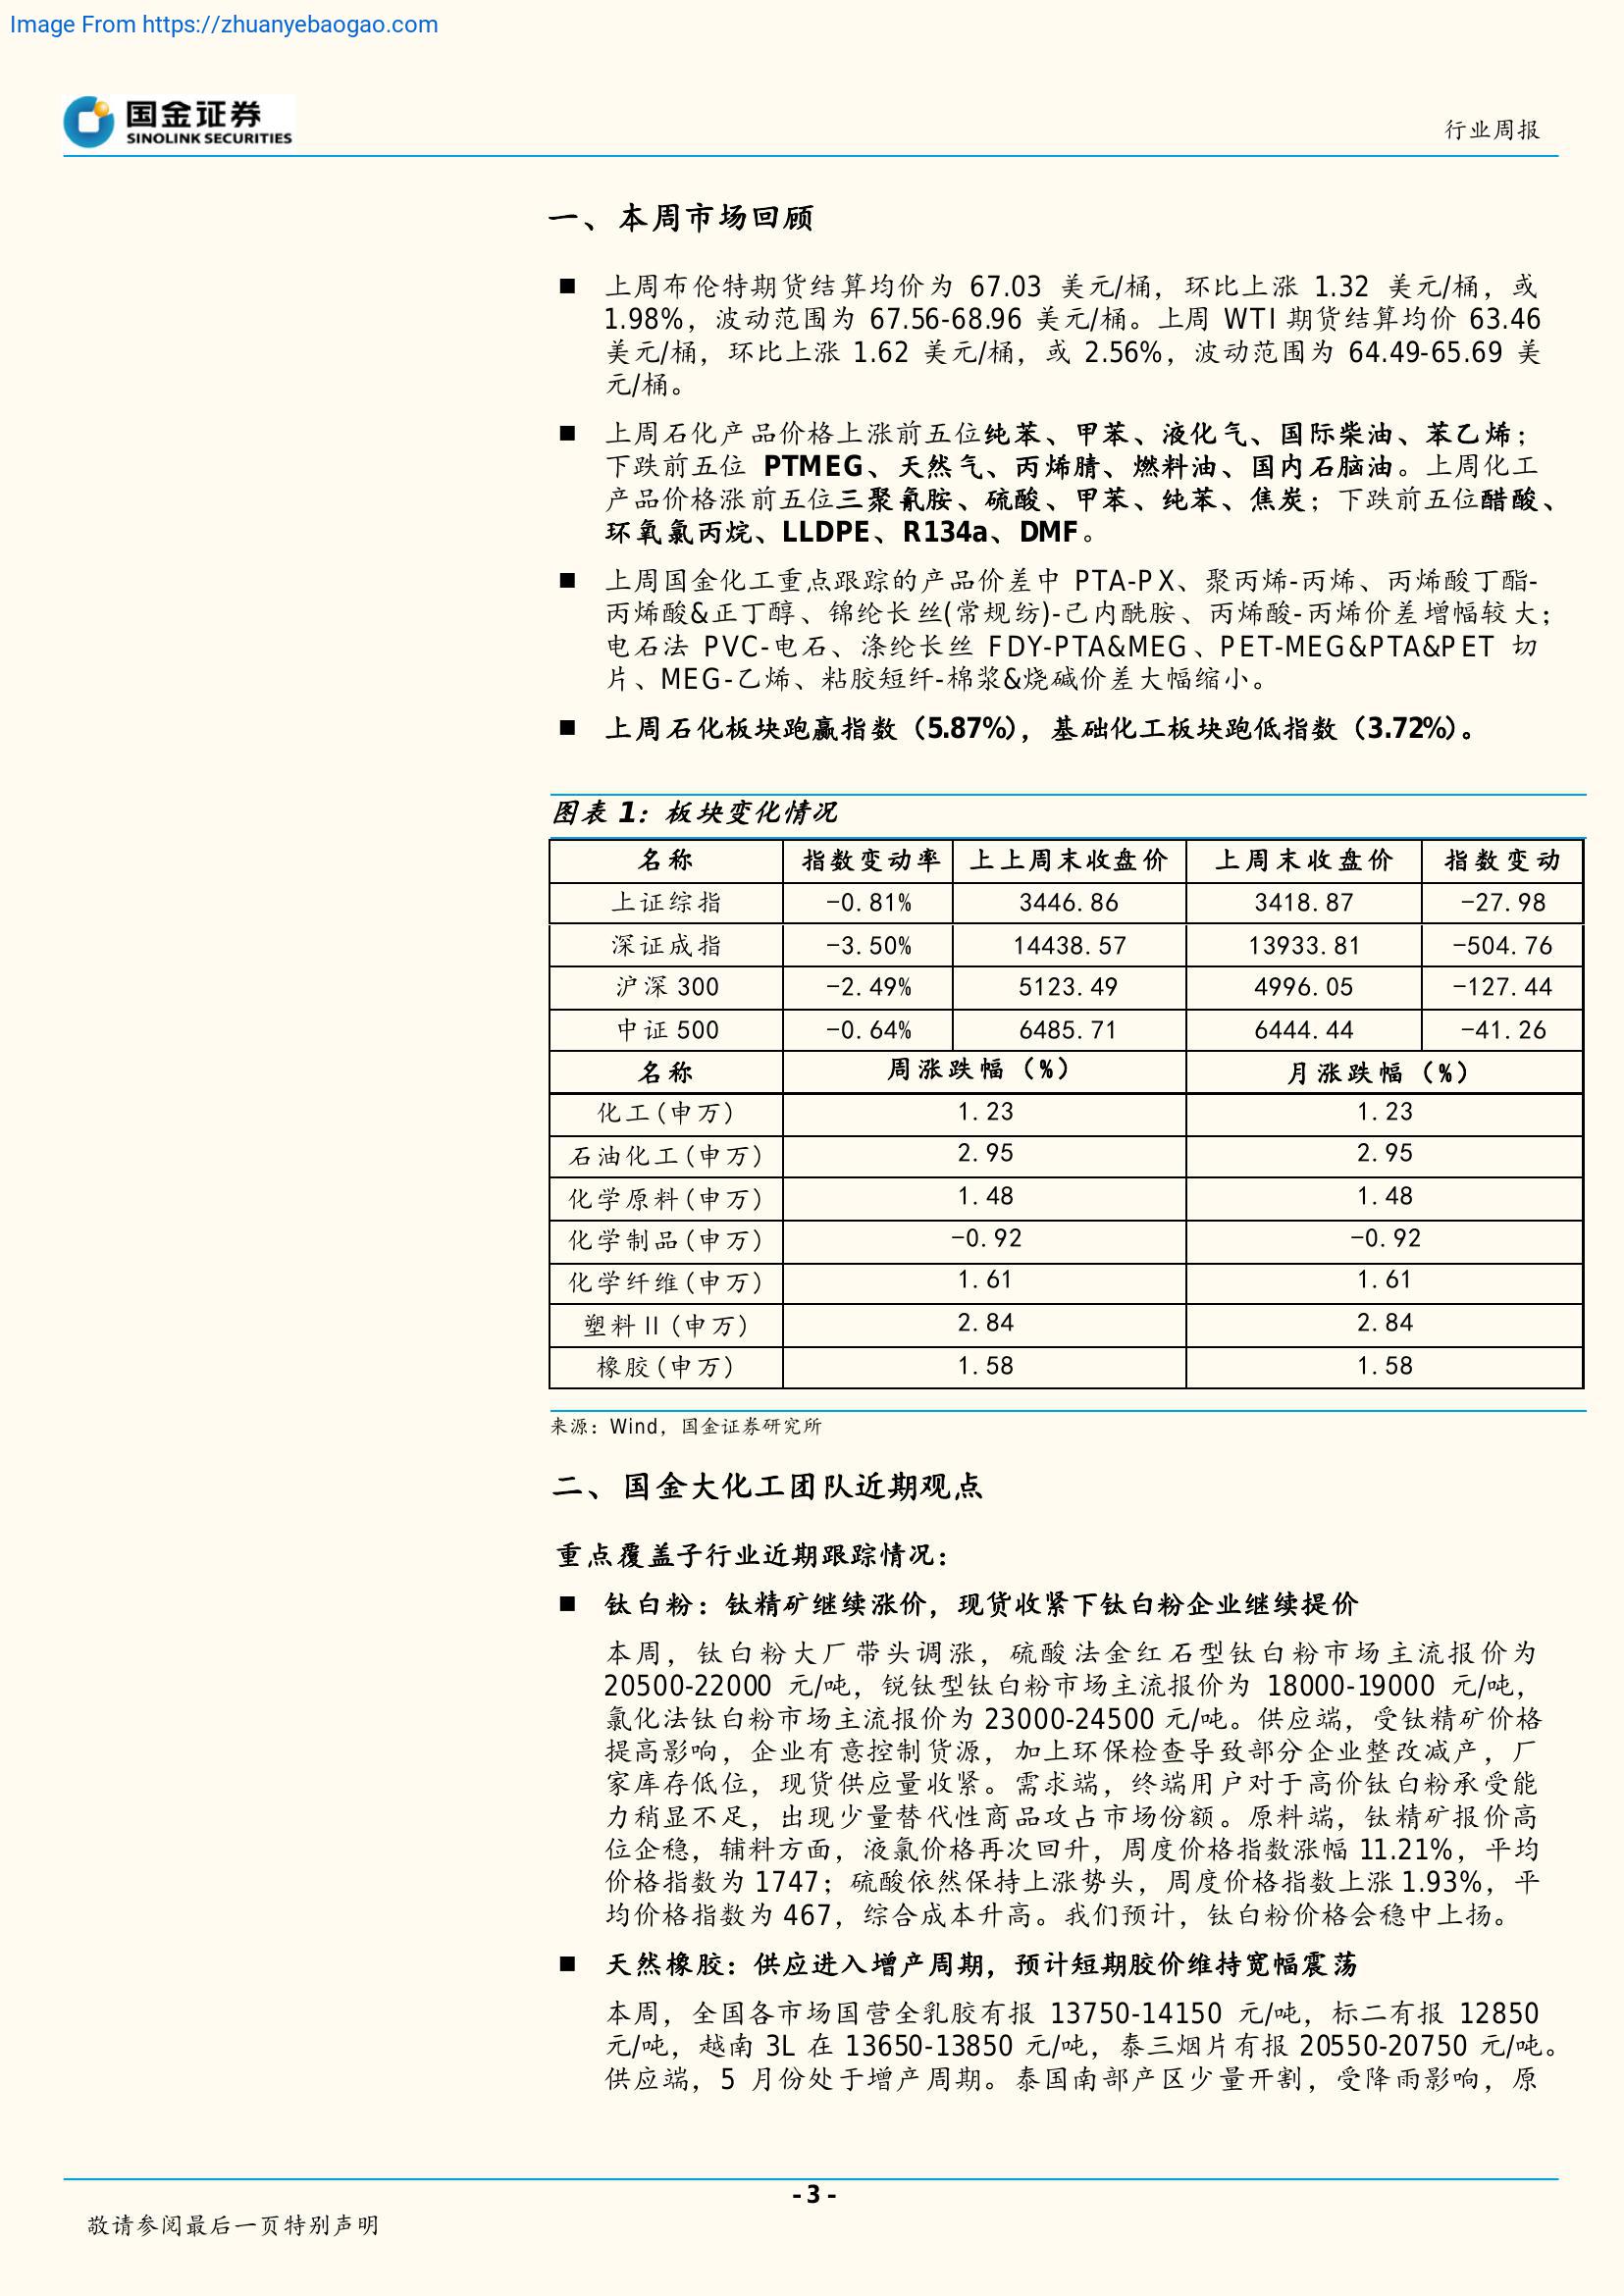 Image From https://zhuanyebaogao.com
国金证券
SINOLINK SECURITIES
行业周报
一、本周市场回顾
■ 上周布伦特期货结算均价为 67.03 美元/桶，环比上涨 1.32 美元/桶，或
1.98%，波动范围为 67.56-68.96 美元/桶。上周 WTI 期货结算均价 63.46
美元/桶，环比上涨 1.62 美元/桶，或 2.56%，波动范围为 64.49-65.69 美
元/桶。
■ 上周石化产品价格上涨前五位纯苯、甲苯、液化气、国际柴油、苯乙烯；
下跌前五位 PTMEG、天然气、丙烯腈、燃料油、国内石脑油。上周化工
产品价格涨前五位三聚氰胺、硫酸、甲苯、纯苯、焦炭；下跌前五位醋酸、
环氧氯丙烷、LLDPE、R134a、DMF。
■ 上周国金化工重点跟踪的产品价差中 PTA-PX、聚丙烯-丙烯、丙烯酸丁酯-
丙烯酸&正丁醇、锦纶长丝(常规纺)-己内酰胺、丙烯酸-丙烯价差增幅较大；
电石法 PVC-电石、涤纶长丝 FDY-PTA&MEG、PET-MEG&PTA&PET 切
片、MEG-乙烯、粘胶短纤-棉浆&烧碱价差大幅缩小。
■ 上周石化板块跑赢指数（5.87%），基础化工板块跑低指数（3.72%）。
图表 1：板块变化情况
名称 指数变动率 上上周末收盘价 上周末收盘价 指数变动
上证综指 -0.81% 3446.86 3418.87 -27.98
深证成指 -3.50% 14438.57 13933.81 -504.76
沪深 300 -2.49% 5123.49 4996.05 -127.44
中证 500 -0.64% 6485.71 6444.44 -41.26
名称 周涨跌幅（%） 月涨跌幅（%）
化工(申万) 1.23 1.23
石油化工(申万) 2.95 2.95
化学原料(申万) 1.48 1.48
化学制品(申万) -0.92 -0.92
化学纤维(申万) 1.61 1.61
塑料 II(申万) 2.84 2.84
橡胶(申万) 1.58 1.58
来源：Wind，国金证券研究所
二、国金大化工团队近期观点
重点覆盖子行业近期跟踪情况：
■ 钛白粉：钛精矿继续涨价，现货收紧下钛白粉企业继续提价
本周，钛白粉大厂带头调涨，硫酸法金红石型钛白粉市场主流报价为
20500-22000 元/吨，锐钛型钛白粉市场主流报价为 18000-19000 元/吨，
氯化法钛白粉市场主流报价为 23000-24500 元/吨。供应端，受钛精矿价格
提高影响，企业有意控制货源，加上环保检查导致部分企业整改减产，厂
家库存低位，现货供应量收紧。需求端，终端用户对于高价钛白粉承受能
力稍显不足，出现少量替代性商品攻占市场份额。原料端，钛精矿报价高
位企稳，辅料方面，液氯价格再次回升，周度价格指数涨幅 11.21%，平均
价格指数为 1747；硫酸依然保持上涨势头，周度价格指数上涨 1.93%，平
均价格指数为 467，综合成本升高。我们预计，钛白粉价格会稳中上扬。
■ 天然橡胶：供应进入增产周期，预计短期胶价维持宽幅震荡
本周，全国各市场国营全乳胶有报 13750-14150 元/吨，标二有报 12850
元/吨，越南 3L 在 13650-13850 元/吨，泰三烟片有报 20550-20750 元/吨。
供应端，5 月份处于增产周期。泰国南部产区少量开割，受降雨影响，原
- 3 -
敬请参阅最后一页特别声明